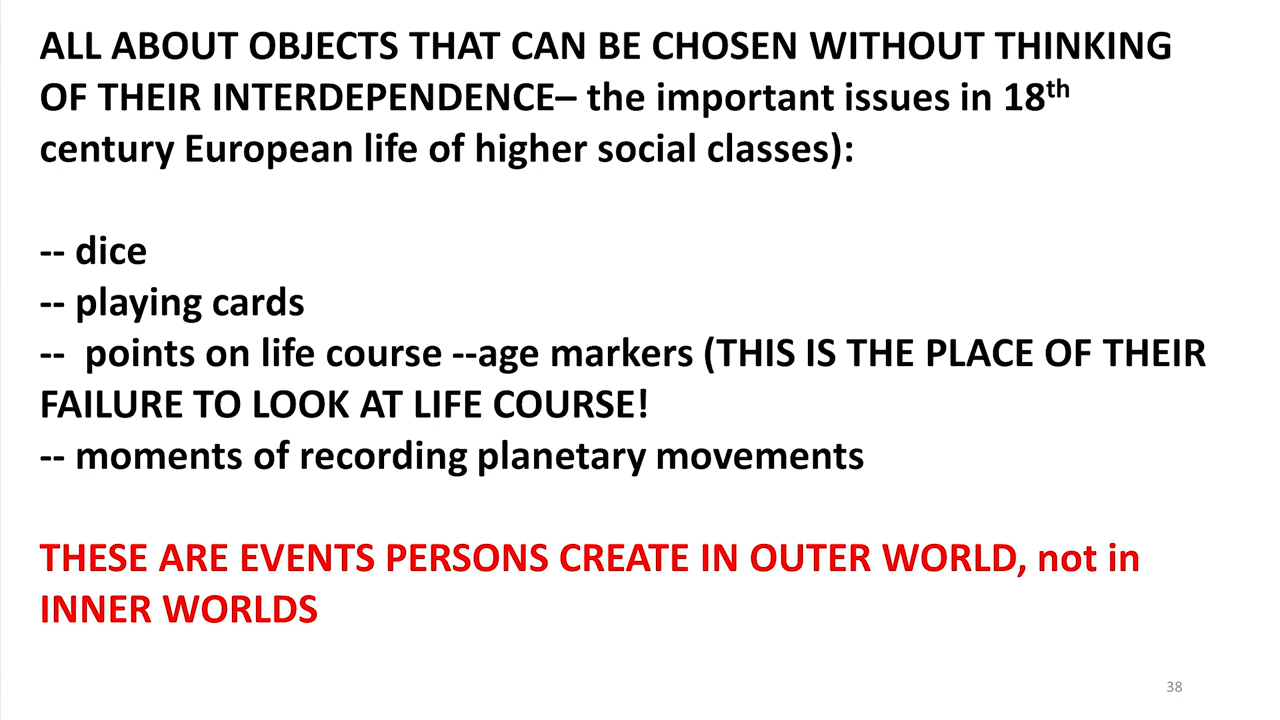 ALL ABOUT OBJECTS THAT CAN BE CHOSEN WITHOUT THINKING
OF THEIR INTERDEPENDENCE– the important issues in 18th
century European life of higher social classes):
-- dice
-- playing cards
--  points on life course --age markers (THIS IS THE PLACE OF THEIR
FAILURE TO LOOK AT LIFE COURSE!
-- moments of recording planetary movements
THESE ARE EVENTS PERSONS CREATE IN OUTER WORLD, not in
INNER WORLDS
38